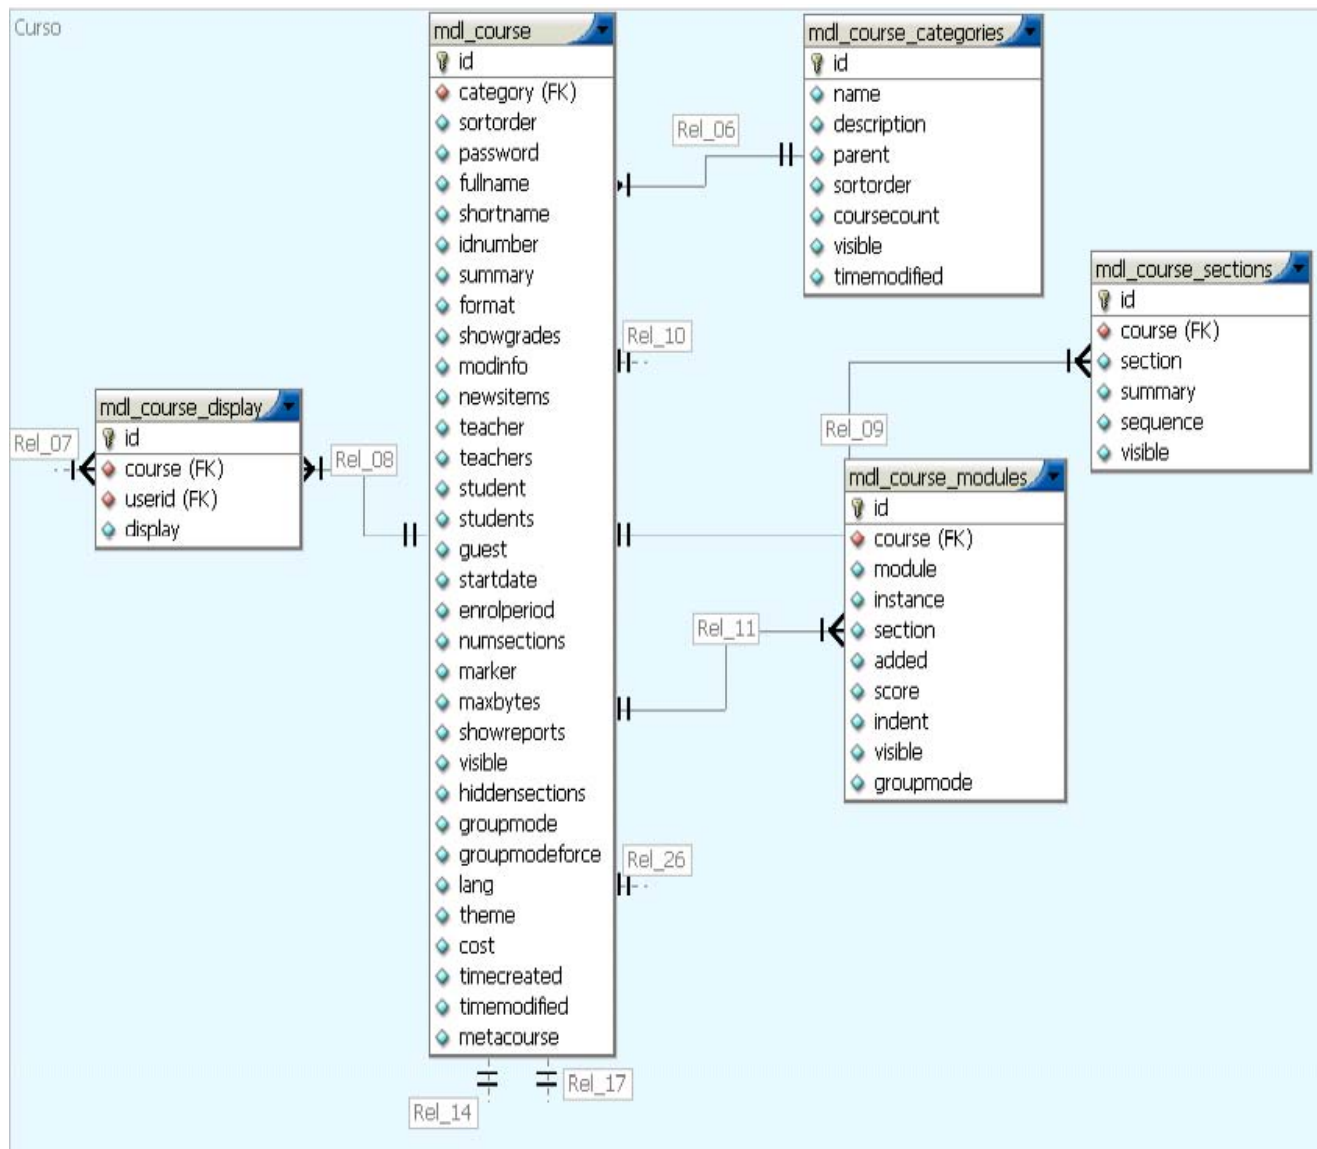 Curso
mdl_course
id
category (FK)
sortorder
password
fullname
shortname
idnumber
summary
format
showgrades
modinfo
newsitems
teacher
teachers
student
students
guest
startdate
enrolperiod
numsections
marker
maxbytes
showreports
visible
hiddensections
groupmode
groupmodeforce
lang
theme
cost
timecreated
timemodified
metacourse
mdl_course_categories
id
name
description
parent
sortorder
coursecount
visible
timemodified
Rel_06
mdl_course_sections
id
course (FK)
section
summary
sequence
visible
Rel_10
Rel_09
mdl_course_display
id
course (FK)
userid (FK)
display
Rel_07
Rel_08
mdl_course_modules
id
course (FK)
module
instance
section
added
score
indent
visible
groupmode
Rel_11
Rel_26
Rel_14
Rel_17